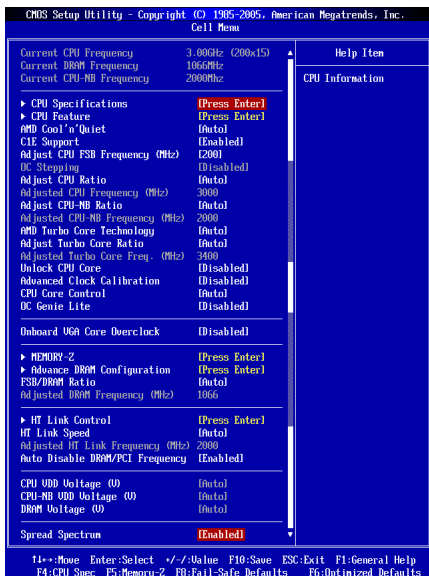 CMOS Setup Utility - Copyright (C) 1985-2005, American Megatrends, Inc.
Cell Menu
Current CPU Frequency 3.00GHz (200x15)
Current DRAM Frequency 1066MHz
Current CPU-NB Frequency 2000Mhz
▶ CPU Specifications [Press Enter]
▶ CPU Feature [Press Enter]
AMD Cool'n'Quiet [Auto]
C1E Support [Enabled]
Adjust CPU FSB Frequency (MHz) [200]
OC Stepping [Disabled]
Adjust CPU Ratio [Auto]
Adjusted CPU Frequency (MHz) 3000
Adjust CPU-NB Ratio [Auto]
Adjusted CPU-NB Frequency (MHz) 2000
AMD Turbo Core Technology [Auto]
Adjust Turbo Core Ratio [Auto]
Adjusted Turbo Core Freq. (MHz) 3400
Unlock CPU Core [Disabled]
Advanced Clock Calibration [Disabled]
CPU Core Control [Auto]
OC Genie Lite [Disabled]
Onboard VGA Core Overclock [Disabled]
▶ MEMORY-Z [Press Enter]
▶ Advance DRAM Configuration [Press Enter]
FSB/DRAM Ratio [Auto]
Adjusted DRAM Frequency (MHz) 1066
▶ HT Link Control [Press Enter]
HT Link Speed [Auto]
Adjusted HT Link Frequency (MHz) 2000
Auto Disable DRAM/PCI Frequency [Enabled]
CPU VDD Voltage (V) [Auto]
CPU-NB VDD Voltage (V) [Auto]
DRAM Voltage (V) [Auto]
Spread Spectrum [Enabled]
Help Item
CPU Information
↑↓←→:Move Enter:Select +/-/:Value F10:Save ESC:Exit F1:General Help
F4:CPU Spec F5:Memory-Z F8:Fail-Safe Defaults F6:Optimized Defaults